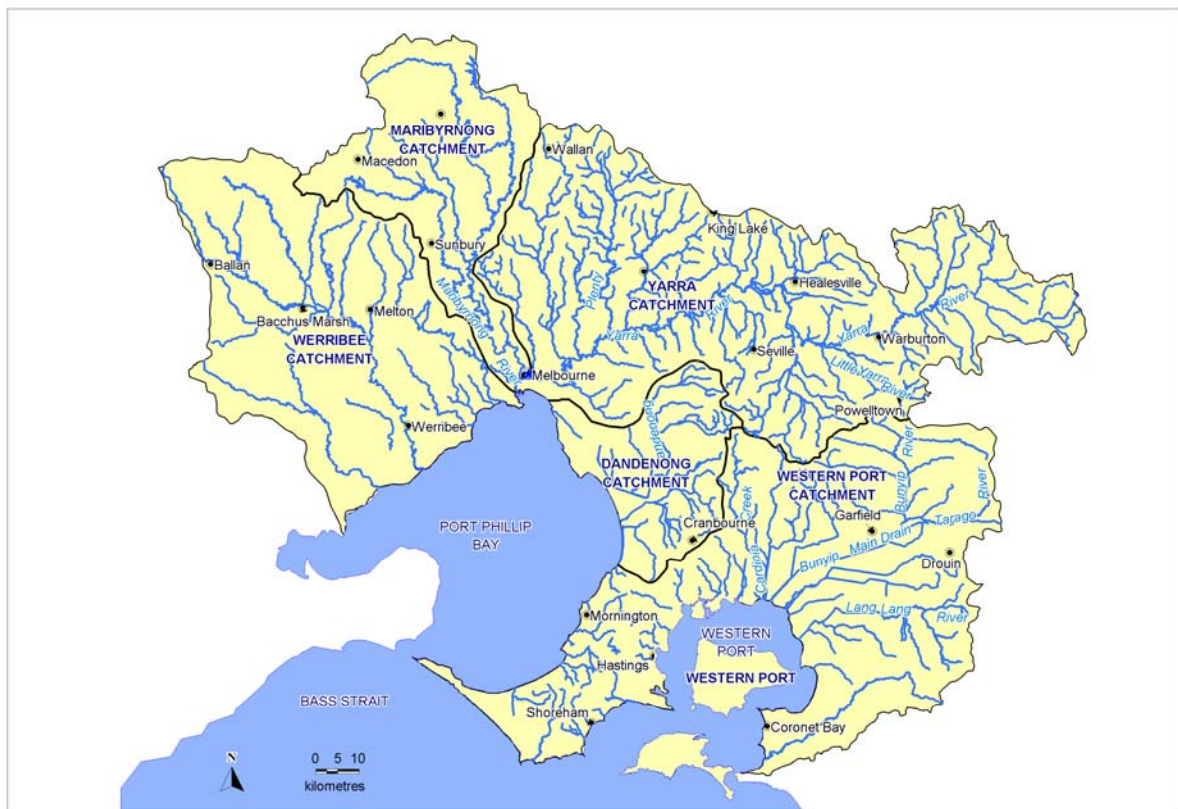 MARIBYRNONG
CATCHMENT
Wallan
Macedon
King Lake
Sunbury
Ballan
Plenty
YARRA
CATCHMENT
Healesville
River
River
Maribyrnong
River
Bacchus Marsh
Melton
WERRIBEE
CATCHMENT
Yarra
Yarra
Warburton
Seville
Little Yarra
River
Melbourne
Powelltown
Werribee
Dandenong
DANDENONG
CATCHMENT
WESTERN PORT
CATCHMENT
Bunyip
River
River
Creek
Cardinia
Garfield
Tarago
Cranbourne
Bunyip Main Drain
Drouin
PORT PHILLIP
BAY
Lang Lang
River
Mornington
WESTERN
PORT
Hastings
WESTERN PORT
BASS STRAIT
Shoreham
Coronet Bay
N
0 5 10
kilometres